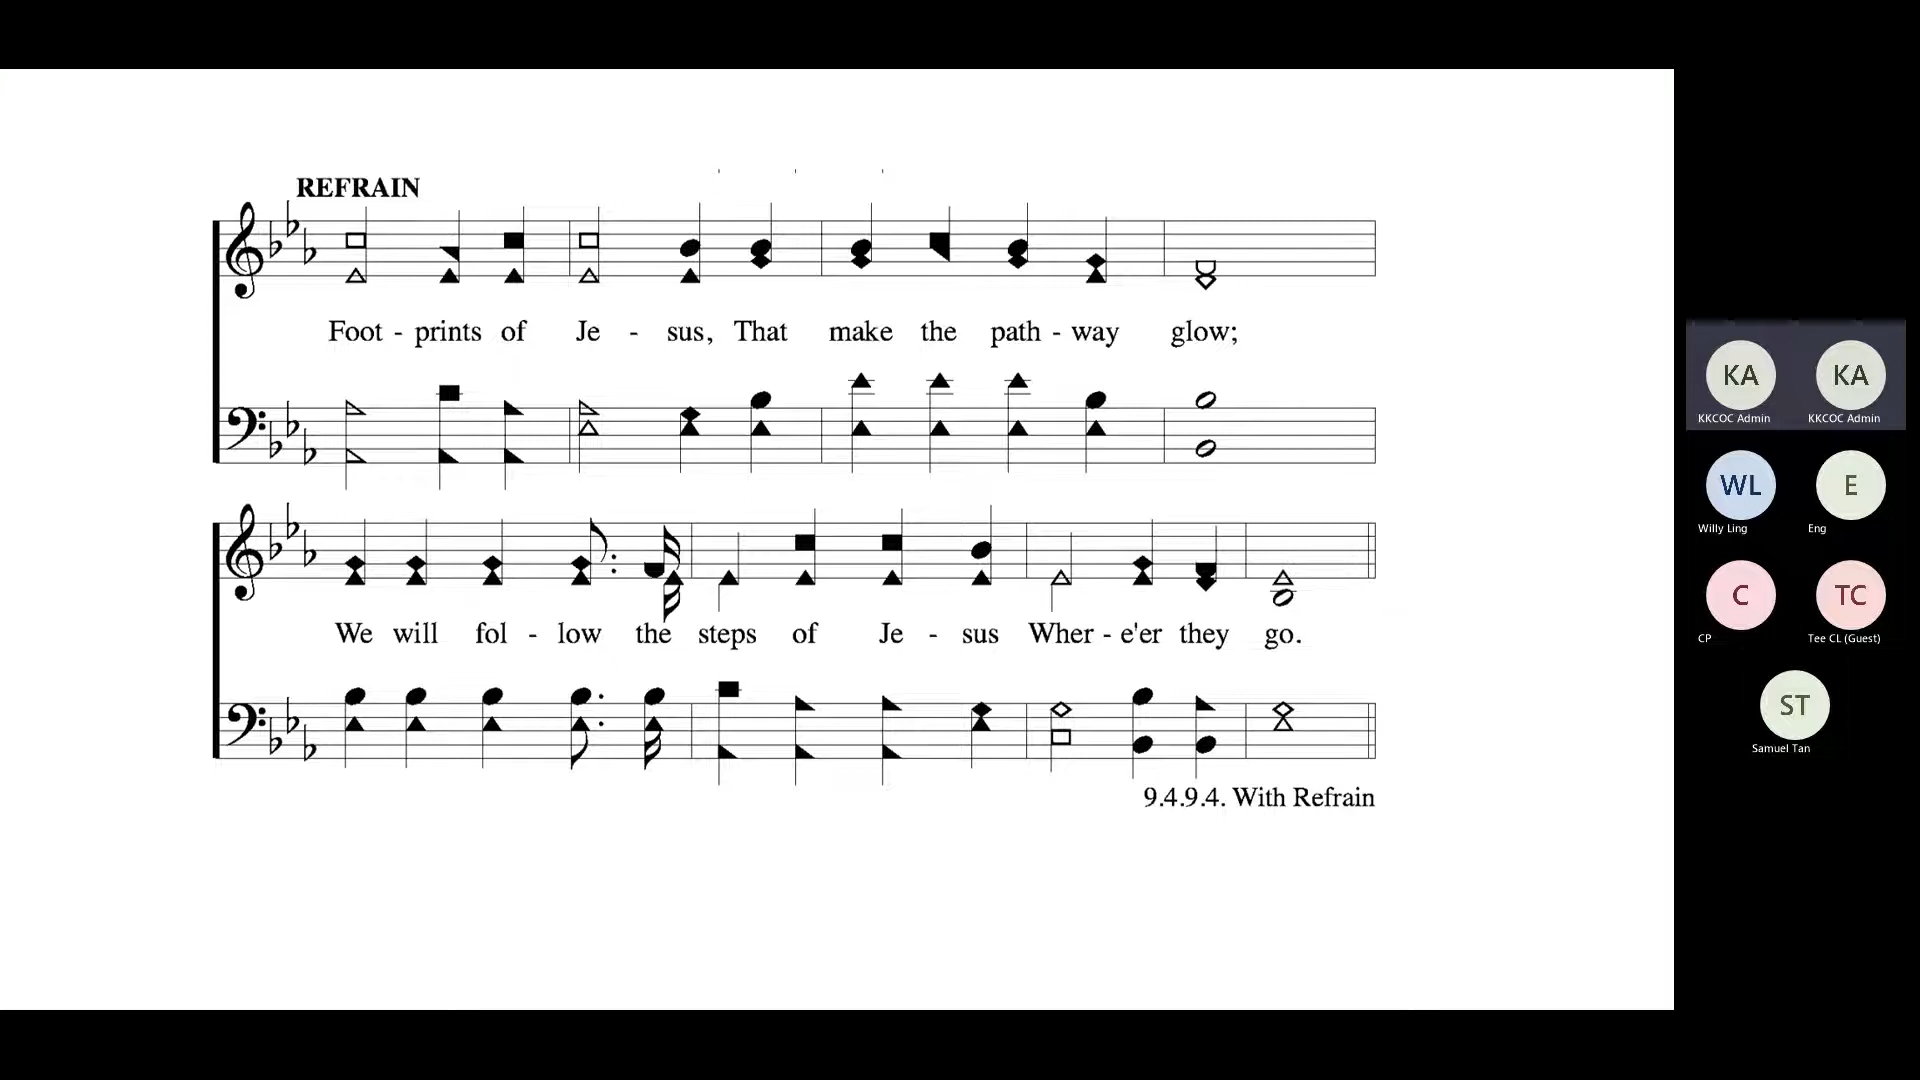 REFRAIN
Foot - prints of Je - sus, That make the path - way glow;
We will fol - low the steps of Je - sus Wher - e'er they go.
9.4.9.4. With Refrain
KA KA
KKCOC Admin KKCOC Admin
WL E
Willy Ling Eng
C TC
CP Tee CL (Guest)
ST
Samuel Tan